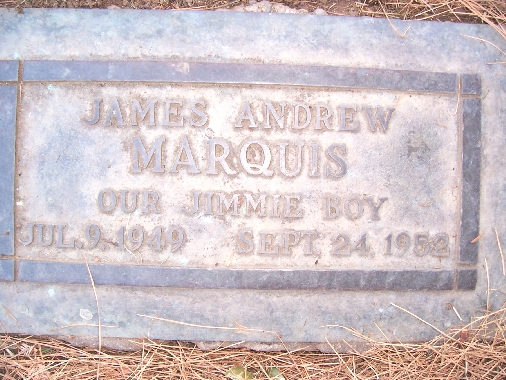 JAMES ANDREW
MARQUIS
OUR JIMMIE BOY
JUL. 9, 1949 SEPT. 24, 1952